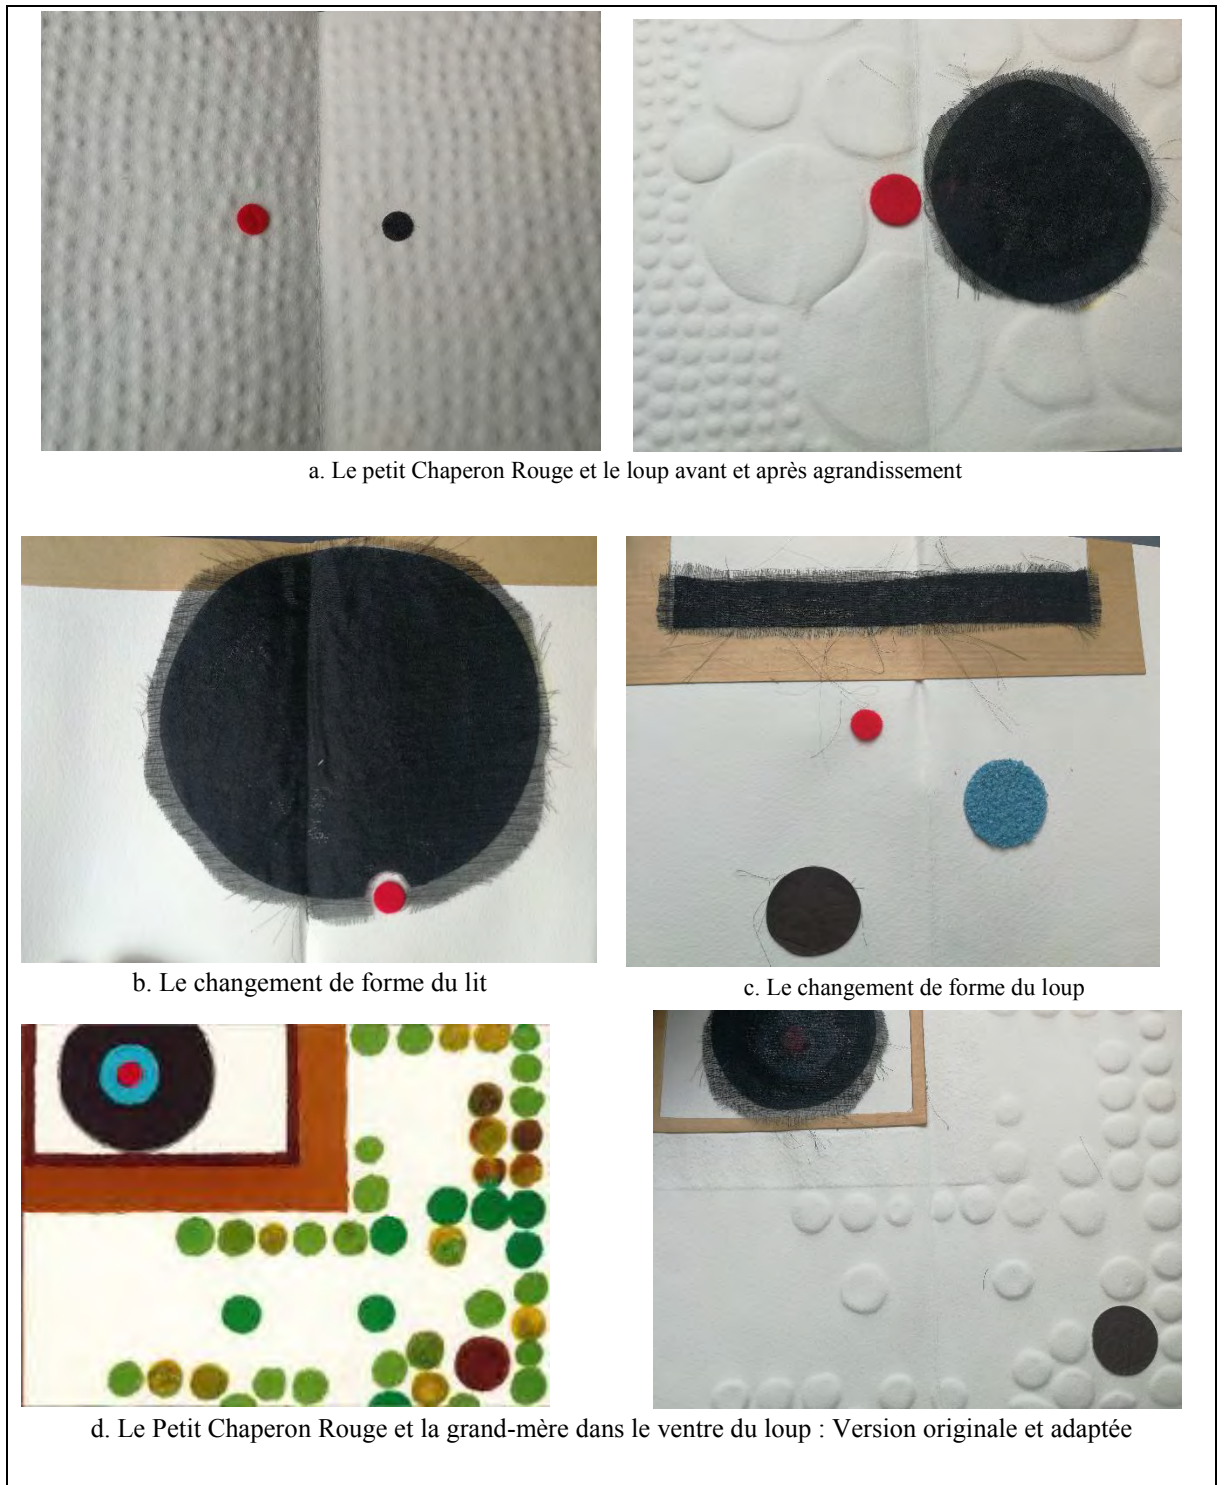 a. Le petit Chaperon Rouge et le loup avant et après agrandissement
b. Le changement de forme du lit
c. Le changement de forme du loup
d. Le Petit Chaperon Rouge et la grand-mère dans le ventre du loup : Version originale et adaptée